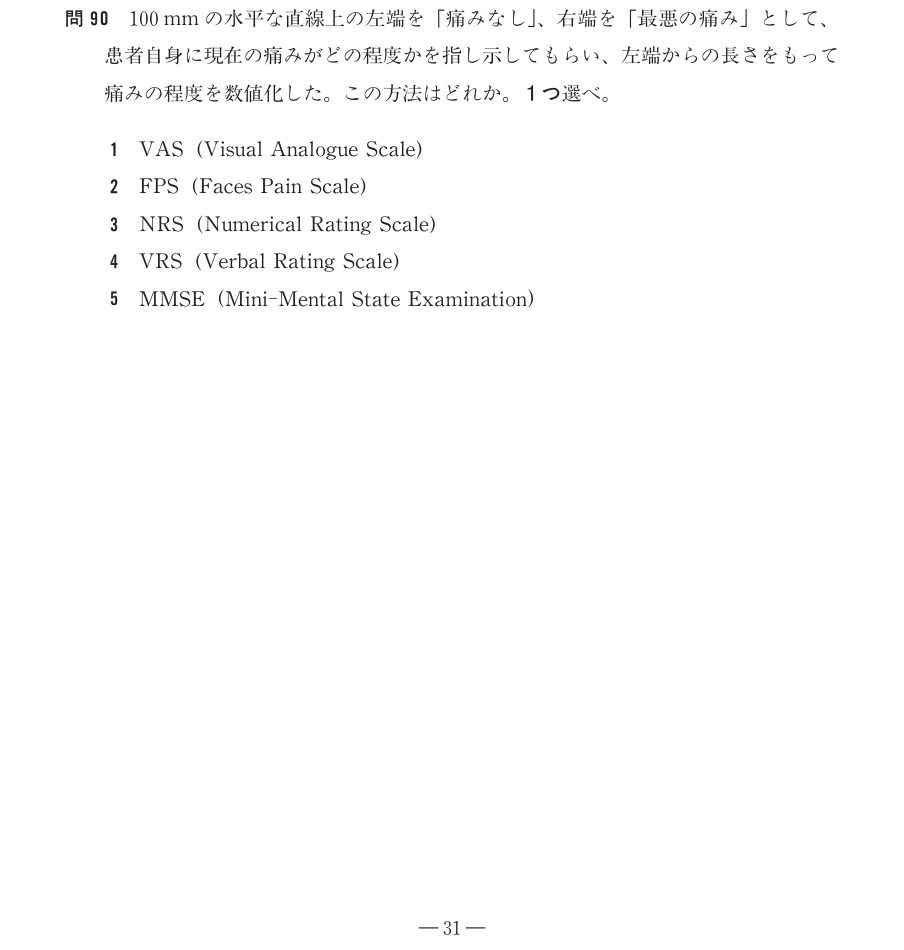 問90 100 mm の水平な直線上の左端を「痛みなし」、右端を「最悪の痛み」として、
患者自身に現在の痛みがどの程度かを指し示してもらい、左端からの長さをもって
痛みの程度を数値化した。この方法はどれか。1つ選べ。
1 VAS (Visual Analogue Scale)
2 FPS (Faces Pain Scale)
3 NRS (Numerical Rating Scale)
4 VRS (Verbal Rating Scale)
5 MMSE (Mini-Mental State Examination)
― 31 ―